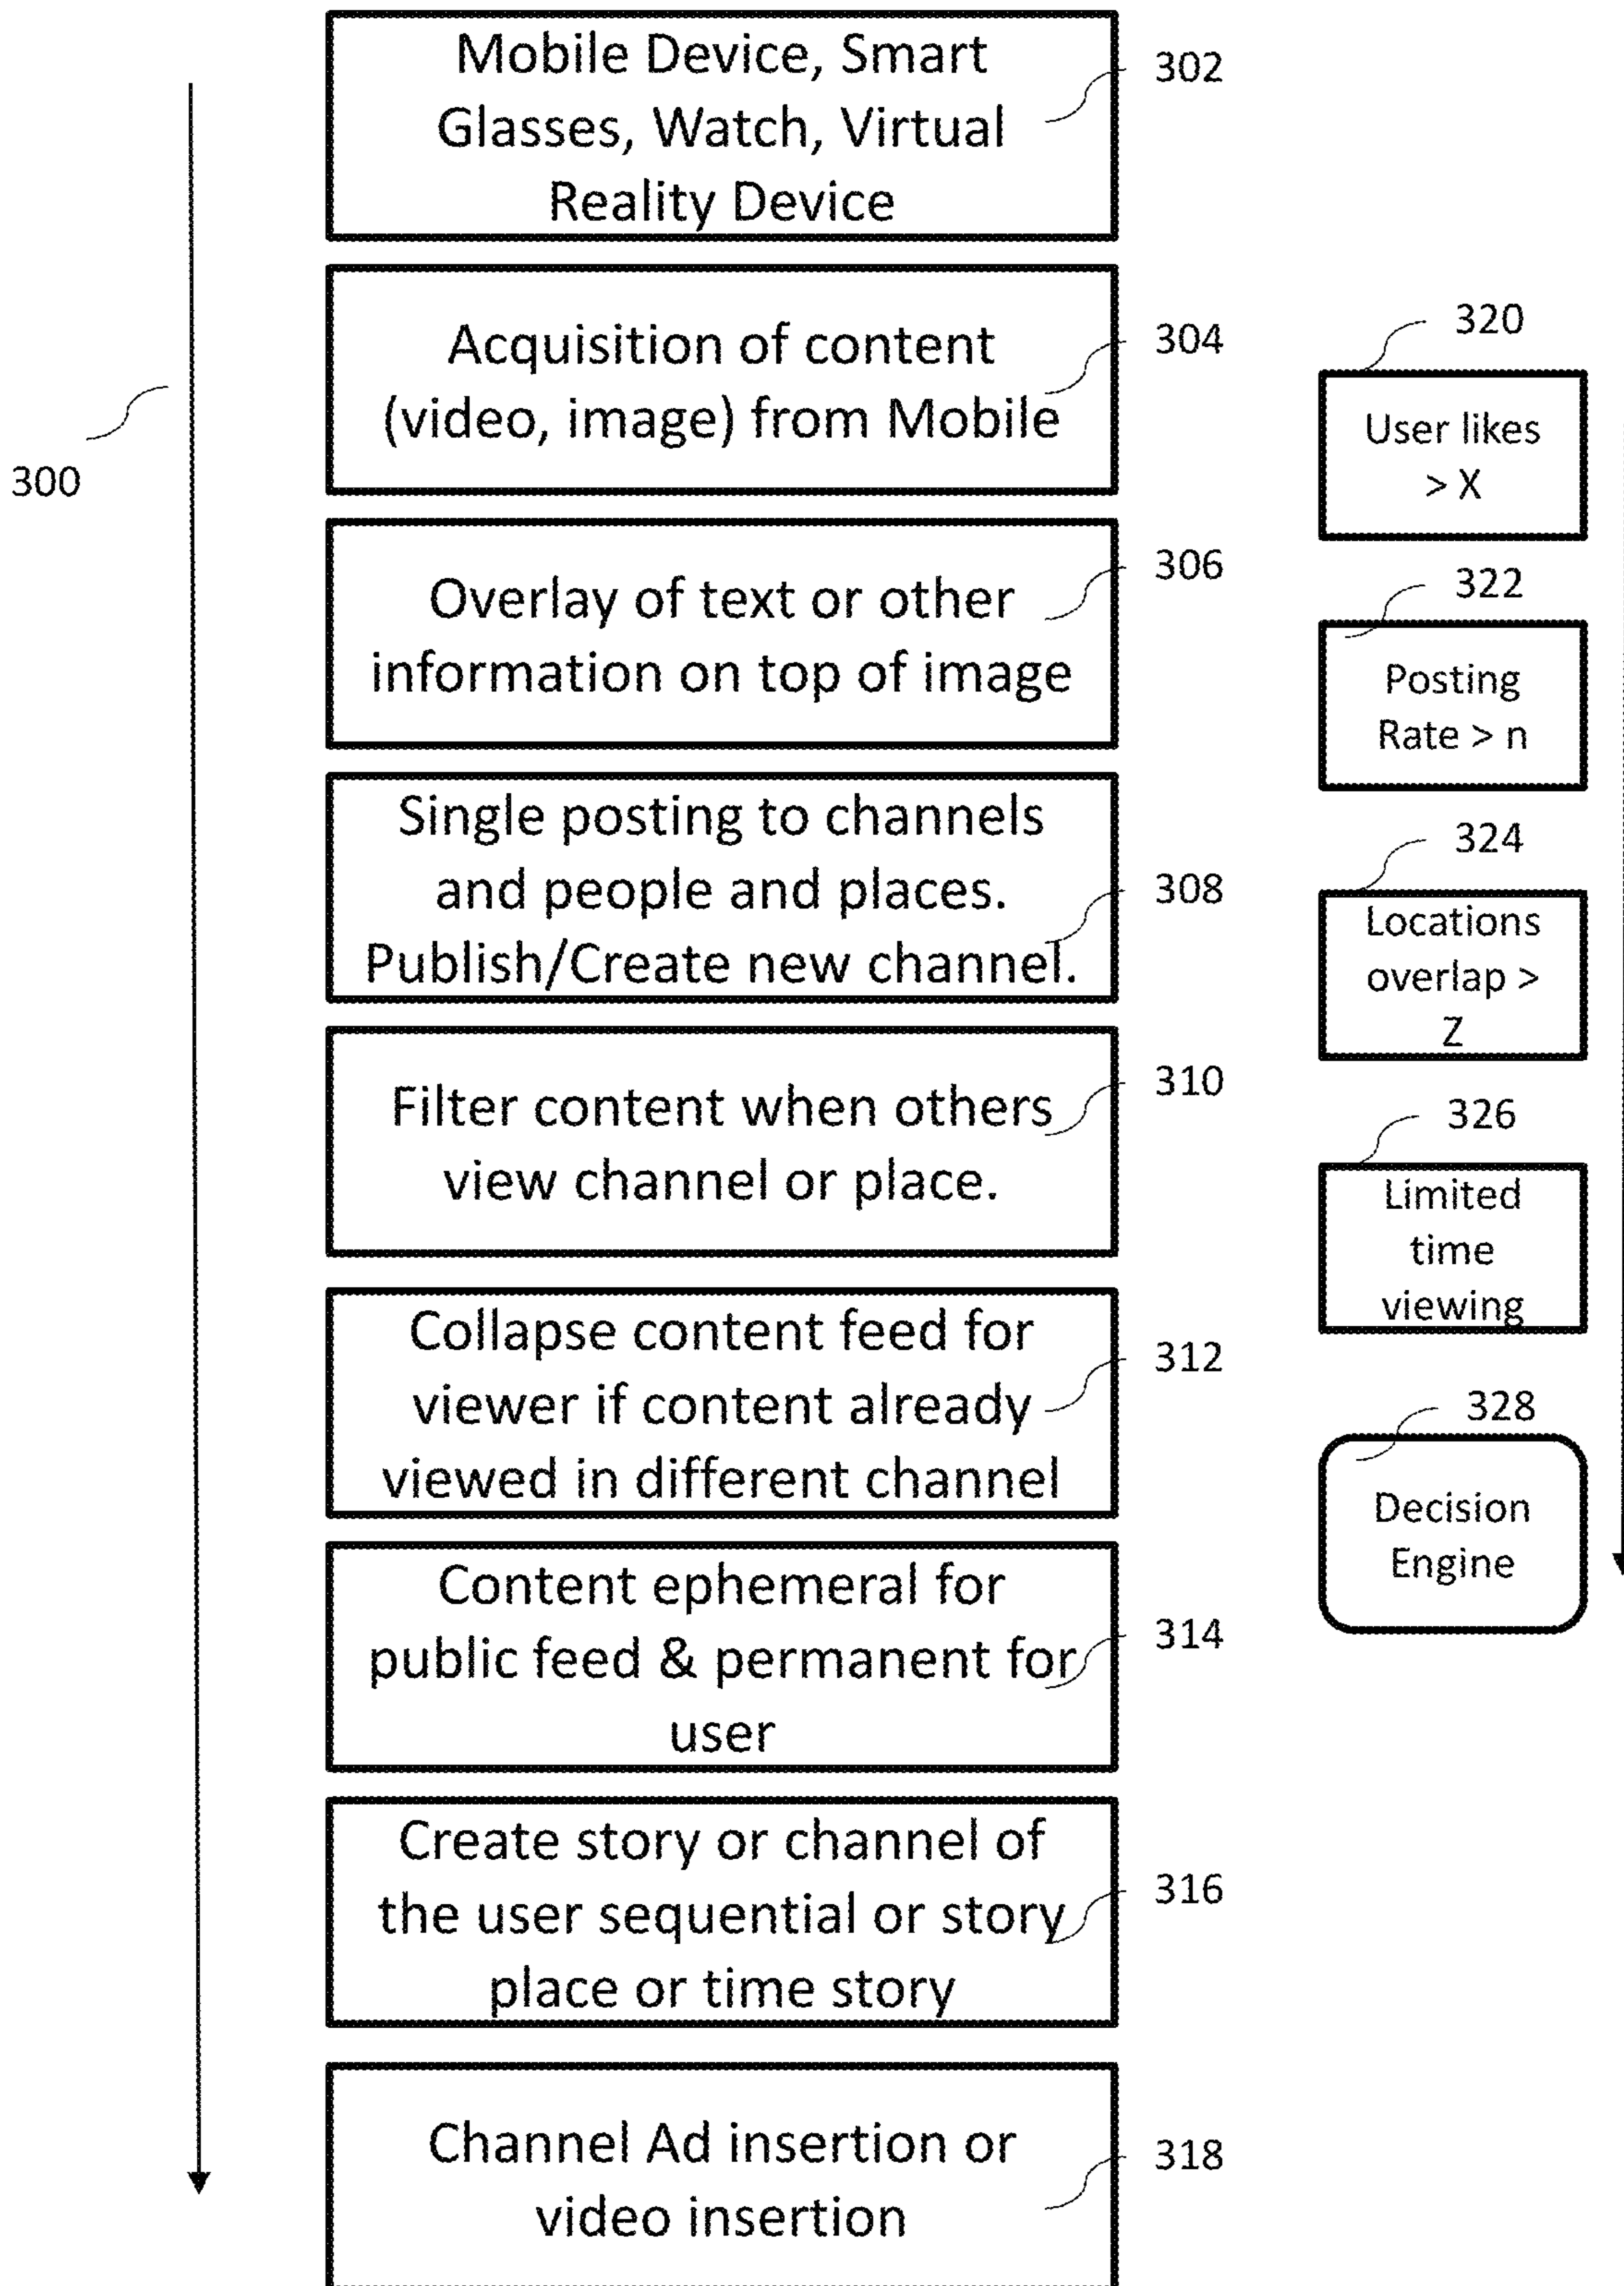 Mobile Device, Smart
Glasses, Watch, Virtual
Reality Device
302
Acquisition of content
(video, image) from Mobile
304
300
Overlay of text or other
information on top of image
306
Single posting to channels
and people and places.
Publish/Create new channel.
308
Filter content when others
view channel or place.
310
Collapse content feed for
viewer if content already
viewed in different channel
312
Content ephemeral for
public feed & permanent for
user
314
Create story or channel of
the user sequential or story
place or time story
316
Channel Ad insertion or
video insertion
318
320
User likes
> X
322
Posting
Rate > n
324
Locations
overlap >
Z
326
Limited
time
viewing
328
Decision
Engine